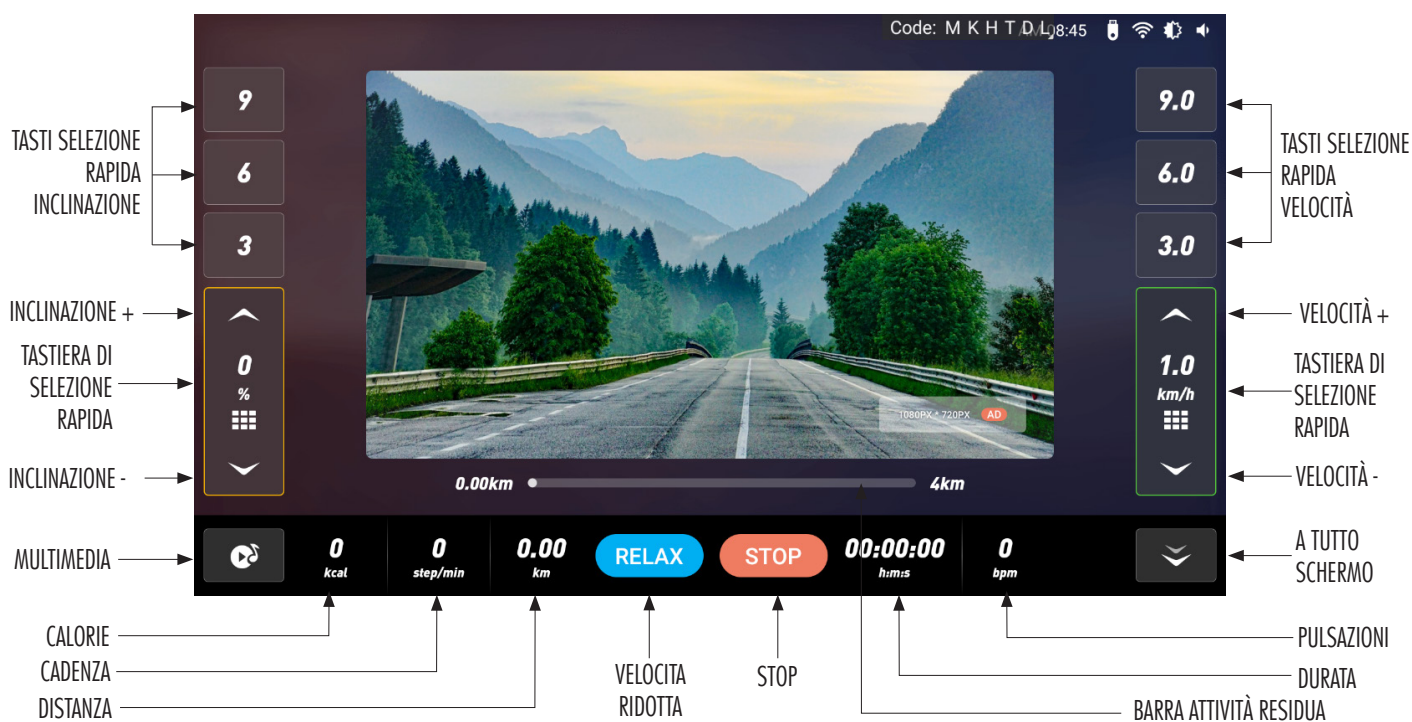 Code: M K H T D L
08:45
9
6
3
TASTI SELEZIONE
RAPIDA
INCLINAZIONE
9.0
6.0
3.0
TASTI SELEZIONE
RAPIDA
VELOCITÀ
INCLINAZIONE +
TASTIERA DI
SELEZIONE
RAPIDA
INCLINAZIONE -
0
%
1.0
km/h
VELOCITÀ +
TASTIERA DI
SELEZIONE
RAPIDA
VELOCITÀ -
1080PX * 720PX AD
0.00km 4km
MULTIMEDIA
0
kcal
0
step/min
0.00
km
RELAX
STOP
00:00:00
h:m:s
0
bpm
A TUTTO
SCHERMO
CALORIE
CADENZA
DISTANZA
VELOCITA
RIDOTTA
STOP
PULSAZIONI
DURATA
BARRA ATTIVITÀ RESIDUA